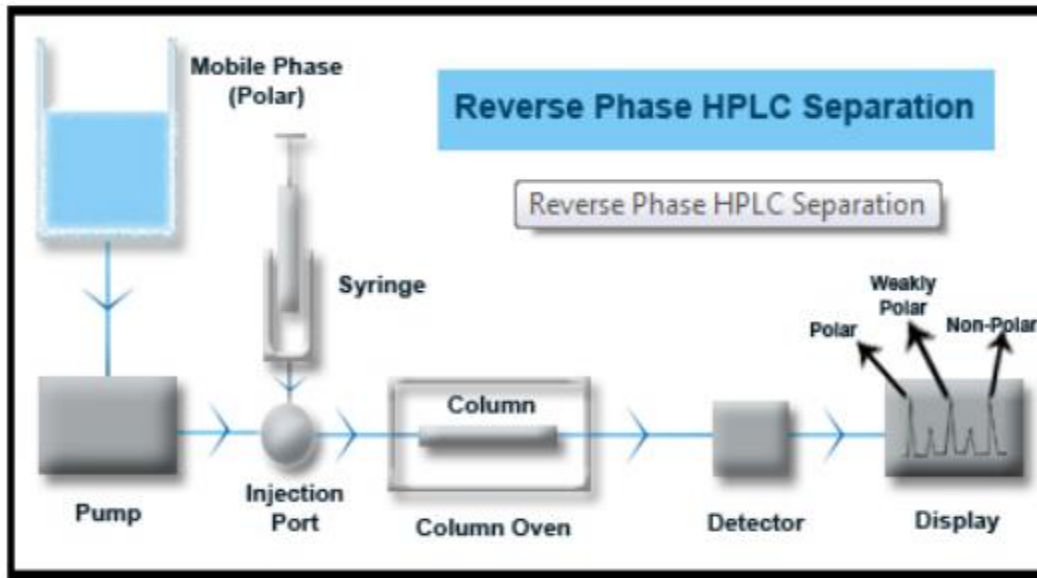 Mobile Phase
(Polar)
Reverse Phase HPLC Separation
Reverse Phase HPLC Separation
Syringe
Weakly
Polar
Polar
Non-Polar
Column
Pump
Injection
Port
Column Oven
Detector
Display